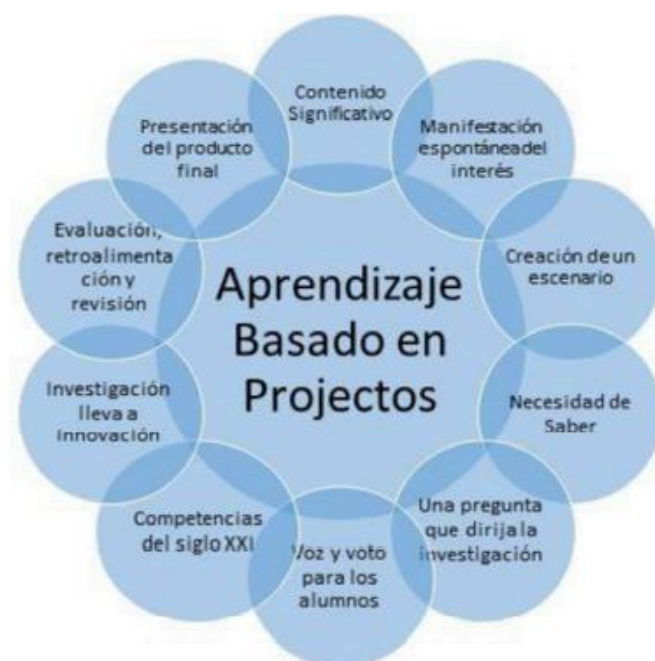 Contenido
Significativo
Manifestación
espontáneadel
interés
Creación de un
escenario
Necesidad de
Saber
Una pregunta
que dirija la
investigación
Voz y voto
para los
alumnos
Competencias
del siglo XXI
Investigación
lleva a
innovación
Evaluación,
retroalimenta
ción y
revisión
Presentación
del producto
final
Aprendizaje
Basado en
Projectos